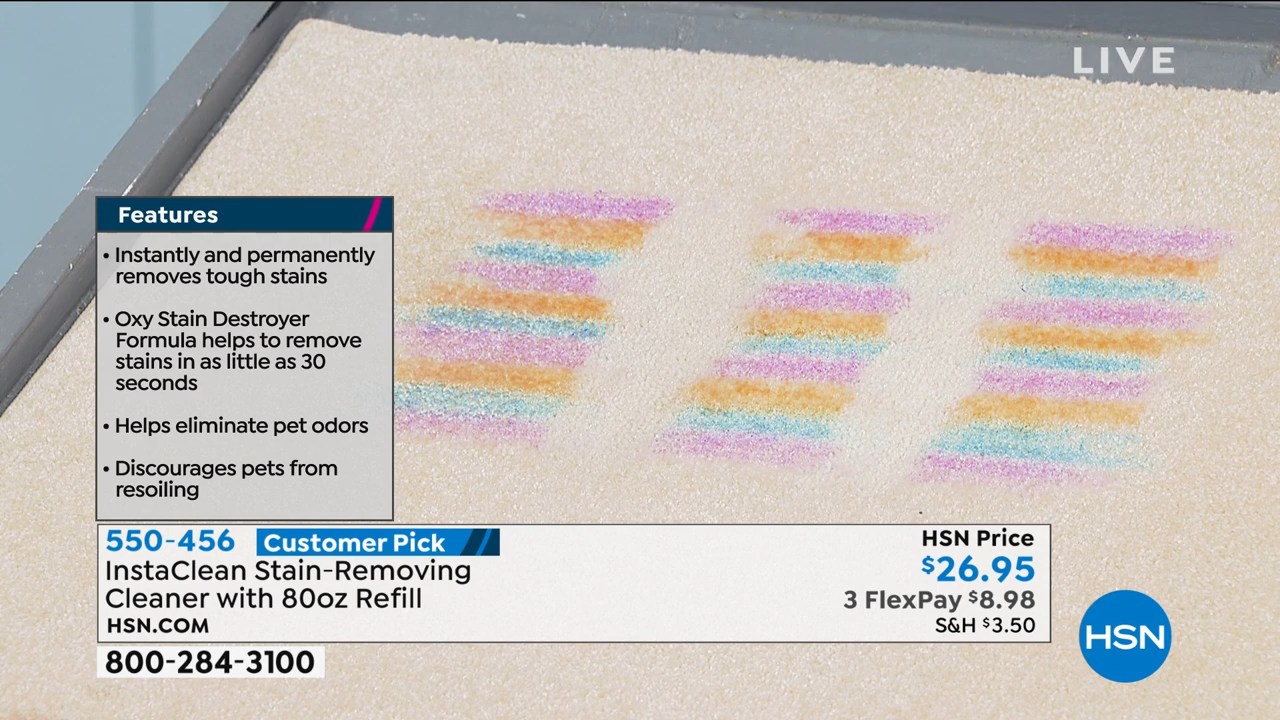 LIVE
Features
• Instantly and permanently
removes tough stains
• Oxy Stain Destroyer
Formula helps to remove
stains in as little as 30
seconds
• Helps eliminate pet odors
• Discourages pets from
resoiling
550-456 Customer Pick
InstaClean Stain-Removing
Cleaner with 80oz Refill
HSN.COM
HSN Price
$26.95
3 FlexPay $8.98
S&H $3.50
800-284-3100
HSN